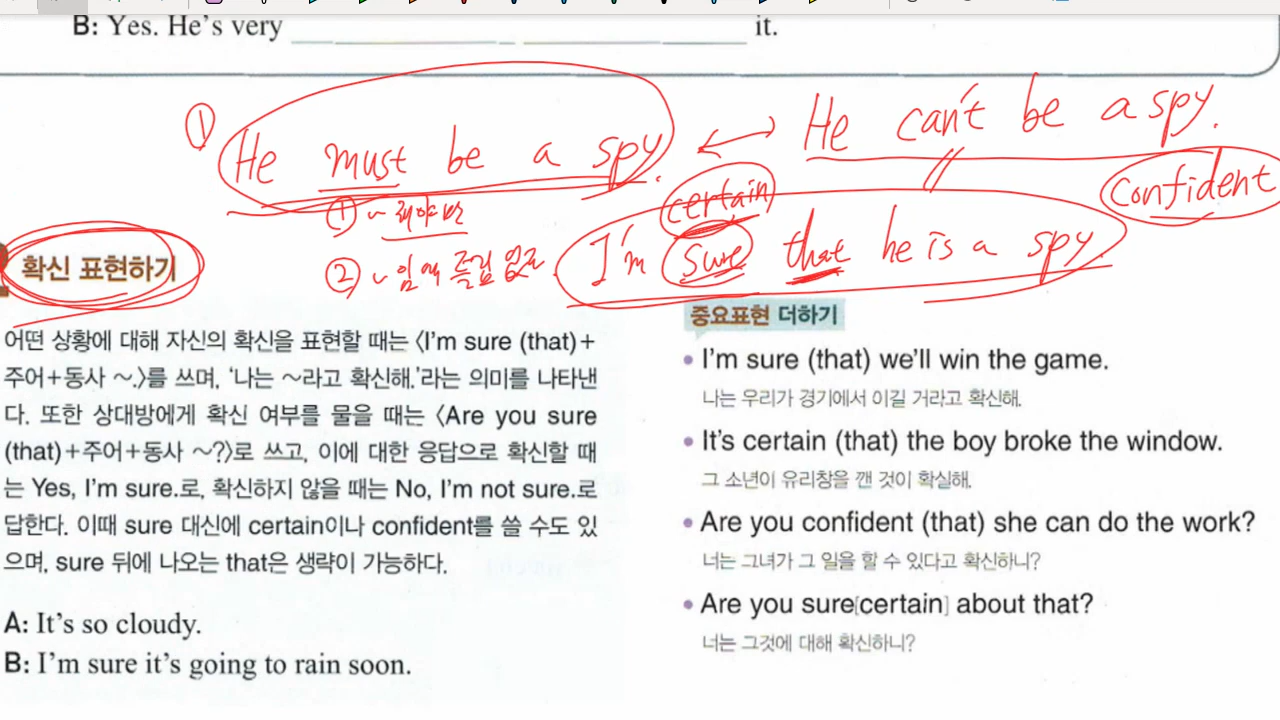 B: Yes. He's very ____ ____ it.
① He must be a spy. ↔ He can't be a spy.
① ~해야만
② ~임에 틀림없다.
certain
confident
I'm sure that he is a spy
확신 표현하기
어떤 상황에 대해 자신의 확신을 표현할 때는 〈I'm sure (that)+
주어+동사 ~.〉를 쓰며, '나는 ~라고 확신해.'라는 의미를 나타낸
다. 또한 상대방에게 확신 여부를 물을 때는 〈Are you sure
(that)+주어+동사 ~?〉로 쓰고, 이에 대한 응답으로 확신할 때
는 Yes, I'm sure.로, 확신하지 않을 때는 No, I'm not sure.로
답한다. 이때 sure 대신에 certain이나 confident를 쓸 수도 있
으며, sure 뒤에 나오는 that은 생략이 가능하다.
A: It's so cloudy.
B: I'm sure it's going to rain soon.
중요표현 더하기
• I'm sure (that) we'll win the game.
나는 우리가 경기에서 이길 거라고 확신해.
• It's certain (that) the boy broke the window.
그 소년이 유리창을 깬 것이 확실해.
• Are you confident (that) she can do the work?
너는 그녀가 그 일을 할 수 있다고 확신하니?
• Are you sure[certain] about that?
너는 그것에 대해 확신하니?